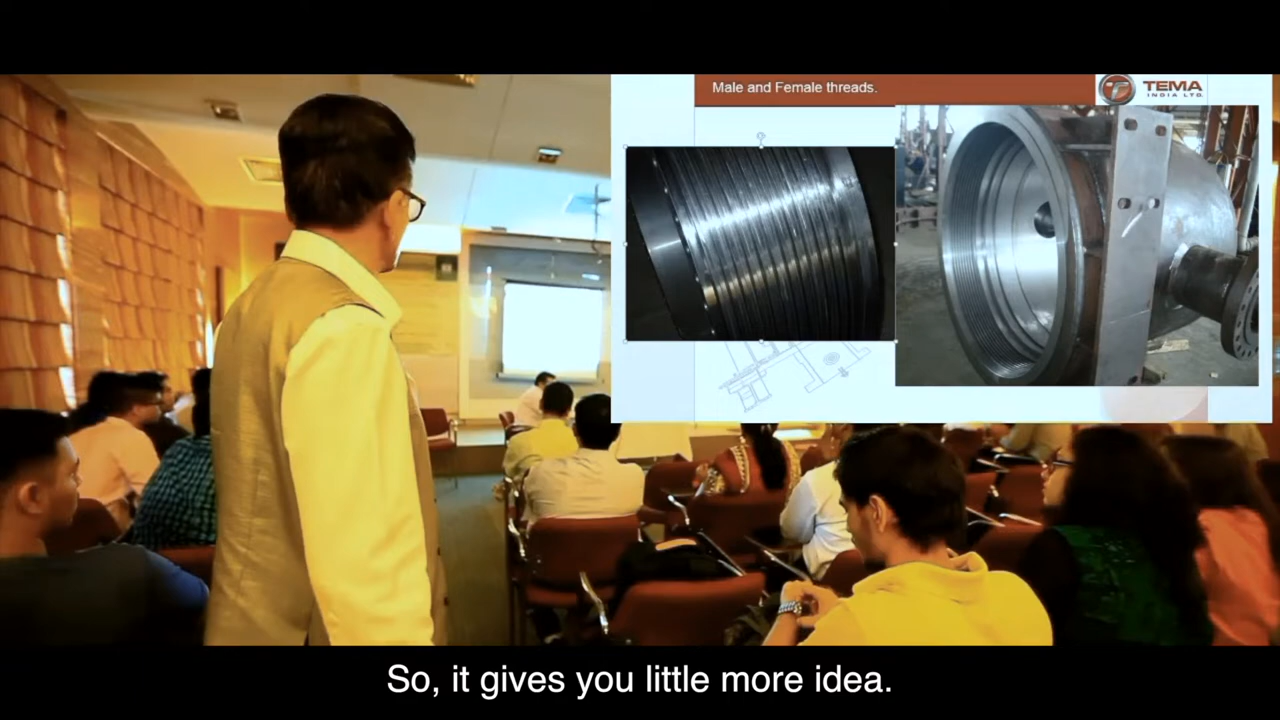 Male and Female threads.
TEMA
INDIA LTD.
So, it gives you little more idea.